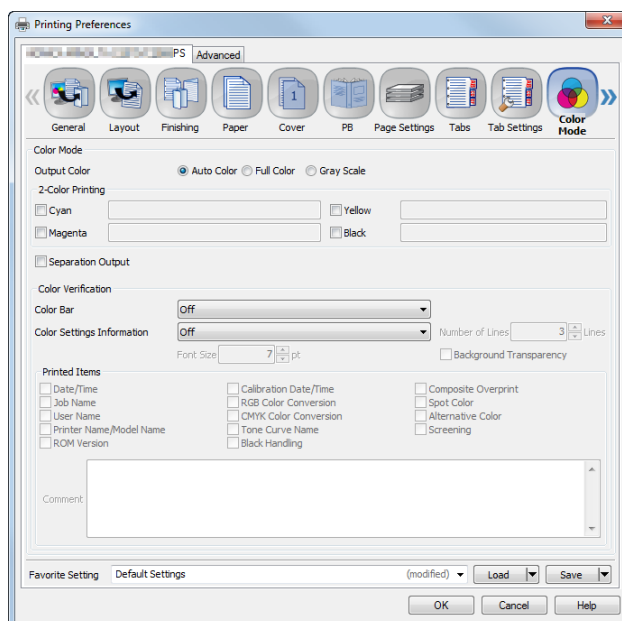 Printing Preferences
PS Advanced
General Layout Finishing Paper Cover PB Page Settings Tabs Tab Settings Color Mode
1
Color Mode
Output Color Auto Color Full Color Gray Scale
2-Color Printing
Cyan Yellow
Magenta Black
Separation Output
Color Verification
Color Bar Off
Color Settings Information Off Number of Lines 3 Lines
Font Size 7 pt Background Transparency
Printed Items
Date/Time Calibration Date/Time Composite Overprint
Job Name RGB Color Conversion Spot Color
User Name CMYK Color Conversion Alternative Color
Printer Name/Model Name Tone Curve Name Screening
ROM Version Black Handling
Comment
Favorite Setting Default Settings (modified) Load Save
OK Cancel Help